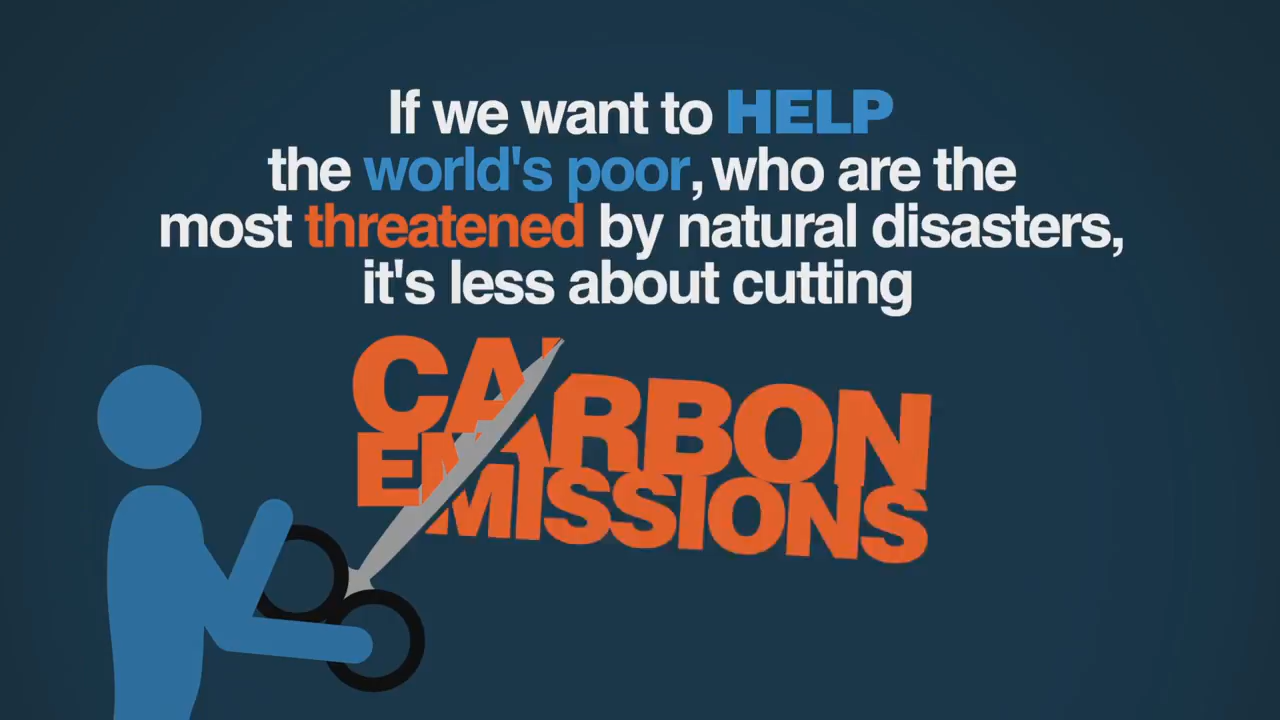 If we want to HELP
the world's poor, who are the
most threatened by natural disasters,
it's less about cutting
CARBON
EMISSIONS